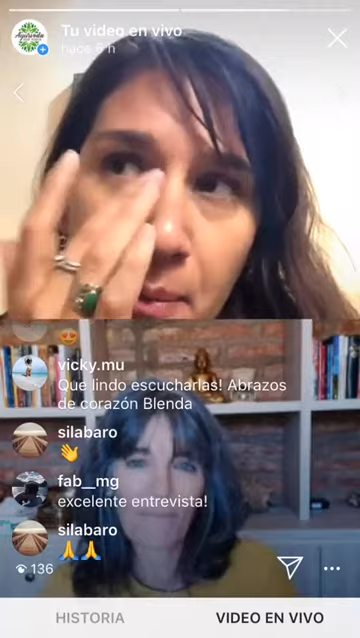 Tu video en vivo
hace 5 h
vicky.mu
Que lindo escucharlas! Abrazos
de corazón Blenda
silabaro
👋
fab__mg
excelente entrevista!
silabaro
🙏🙏
136
HISTORIA
VIDEO EN VIVO